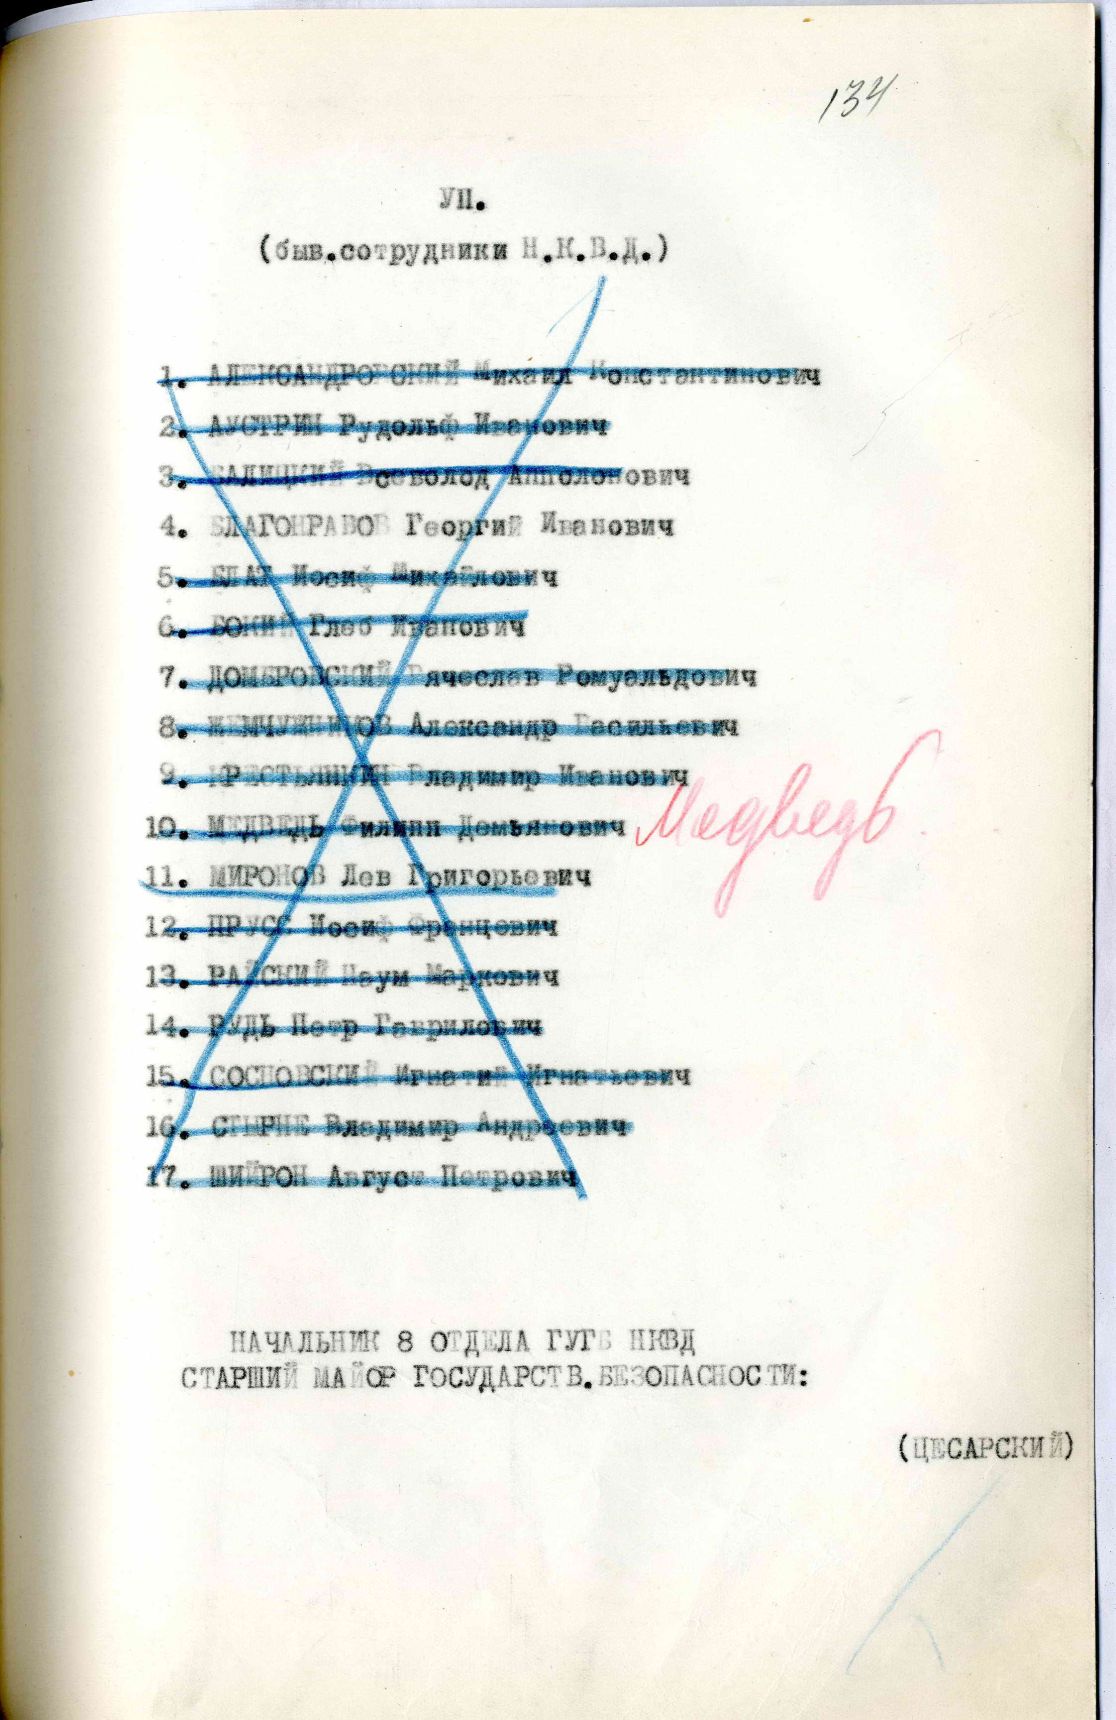 134
УП.
(быв.сотрудники Н.К.В.Д.)
1. АЛЕКСАНДРОВСКИЙ Михаил Константинович
2. АУСТРИН Рудольф Иванович
3. БАЛИЦКИЙ Всеволод Апполонович
4. БЛАГОНРАВОВ Георгий Иванович
5. БЛАТ Иосиф Михайлович
6. БОКИЙ Глеб Иванович
7. ДОМБРОВСКИЙ Вячеслав Ромуальдович
8. ЖЕМЧУЖНИКОВ Александр Васильевич
9. КРЕСТЬЯНКИН Владимир Иванович
10. МЕДВЕДЬ Филипп Демьянович Медведь
11. МИРОНОВ Лев Григорьевич
12. ПРУСС Иосиф Францевич
13. РАЙСКИЙ Наум Маркович
14. РУДЬ Петр Гаврилович
15. СОСНОВСКИЙ Игнатий Игнатьевич
16. СТЫРНЕ Владимир Андреевич
17. ШИЙРОН Август Петрович
НАЧАЛЬНИК 8 ОТДЕЛА ГУГБ НКВД
СТАРШИЙ МАЙОР ГОСУДАРСТВ.БЕЗОПАСНОСТИ:
(ЦЕСАРСКИЙ)